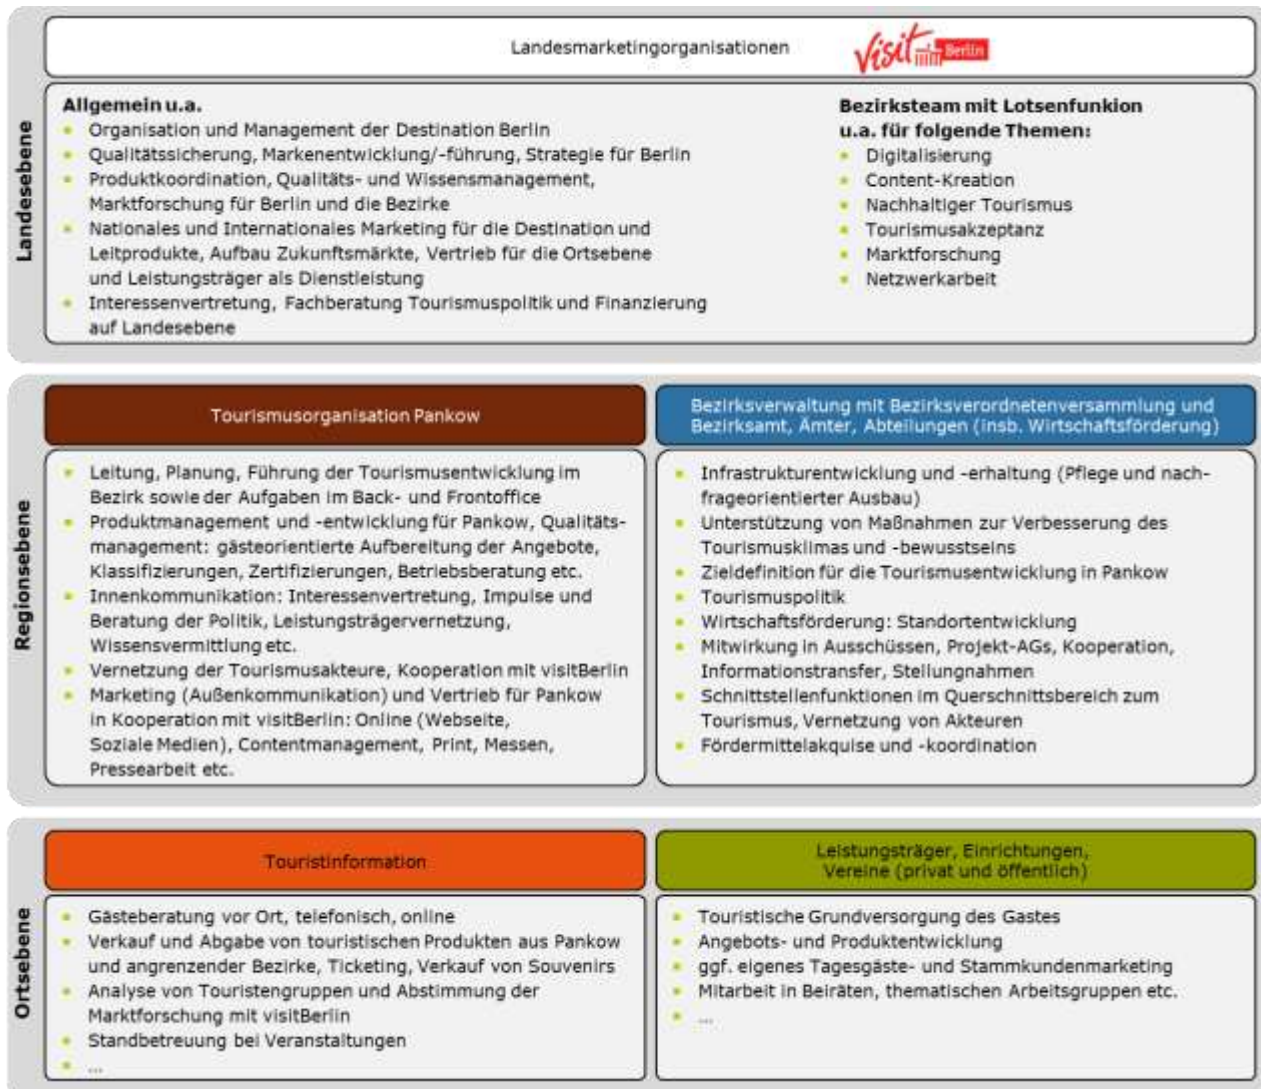 Landesebene
Landesmarketingorganisationen
visit Berlin
Allgemein u.a.
• Organisation und Management der Destination Berlin
• Qualitätssicherung, Markenentwicklung/-führung, Strategie für Berlin
• Produktkoordination, Qualitäts- und Wissensmanagement,
Marktforschung für Berlin und die Bezirke
• Nationales und Internationales Marketing für die Destination und
Leitprodukte, Aufbau Zukunftsmärkte, Vertrieb für die Ortsebene
und Leistungsträger als Dienstleistung
• Interessenvertretung, Fachberatung Tourismuspolitik und Finanzierung
auf Landesebene
Bezirksteam mit Lotsenfunkion
u.a. für folgende Themen:
• Digitalisierung
• Content-Kreation
• Nachhaltiger Tourismus
• Tourismusakzeptanz
• Marktforschung
• Netzwerkarbeit
Regionsebene
Tourismusorganisation Pankow
• Leitung, Planung, Führung der Tourismusentwicklung im
Bezirk sowie der Aufgaben im Back- und Frontoffice
• Produktmanagement und -entwicklung für Pankow, Qualitäts-
management: gästeorientierte Aufbereitung der Angebote,
Klassifizierungen, Zertifizierungen, Betriebsberatung etc.
• Innenkommunikation: Interessenvertretung, Impulse und
Beratung der Politik, Leistungsträgervernetzung,
Wissensvermittlung etc.
• Vernetzung der Tourismusakteure, Kooperation mit visitBerlin
• Marketing (Außenkommunikation) und Vertrieb für Pankow
in Kooperation mit visitBerlin: Online (Webseite,
Soziale Medien), Contentmanagement, Print, Messen,
Pressearbeit etc.
Bezirksverwaltung mit Bezirksverordnetenversammlung und
Bezirksamt, Ämter, Abteilungen (insb. Wirtschaftsförderung)
• Infrastrukturentwicklung und -erhaltung (Pflege und nach-
frageorientierter Ausbau)
• Unterstützung von Maßnahmen zur Verbesserung des
Tourismusklimas und -bewusstseins
• Zieldefinition für die Tourismusentwicklung in Pankow
• Tourismuspolitik
• Wirtschaftsförderung: Standortentwicklung
• Mitwirkung in Ausschüssen, Projekt-AGs, Kooperation,
Informationstransfer, Stellungnahmen
• Schnittstellenfunktionen im Querschnittsbereich zum
Tourismus, Vernetzung von Akteuren
• Fördermittelakquise und -koordination
Ortsebene
Touristinformation
• Gästeberatung vor Ort, telefonisch, online
• Verkauf und Abgabe von touristischen Produkten aus Pankow
und angrenzender Bezirke, Ticketing, Verkauf von Souvenirs
• Analyse von Touristengruppen und Abstimmung der
Marktforschung mit visitBerlin
• Standbetreuung bei Veranstaltungen
• ...
Leistungsträger, Einrichtungen,
Vereine (privat und öffentlich)
• Touristische Grundversorgung des Gastes
• Angebots- und Produktentwicklung
• ggf. eigenes Tagesgäste- und Stammkundenmarketing
• Mitarbeit in Beiräten, thematischen Arbeitsgruppen etc.
• ...